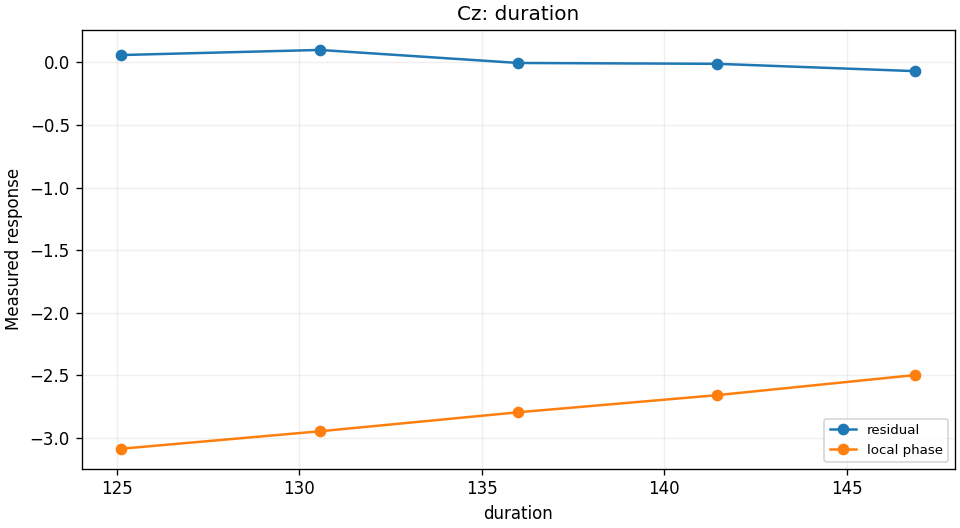 Cz: duration
Measured response
0.0
−0.5
−1.0
−1.5
−2.0
−2.5
−3.0
125
130
135
140
145
duration
residual
local phase